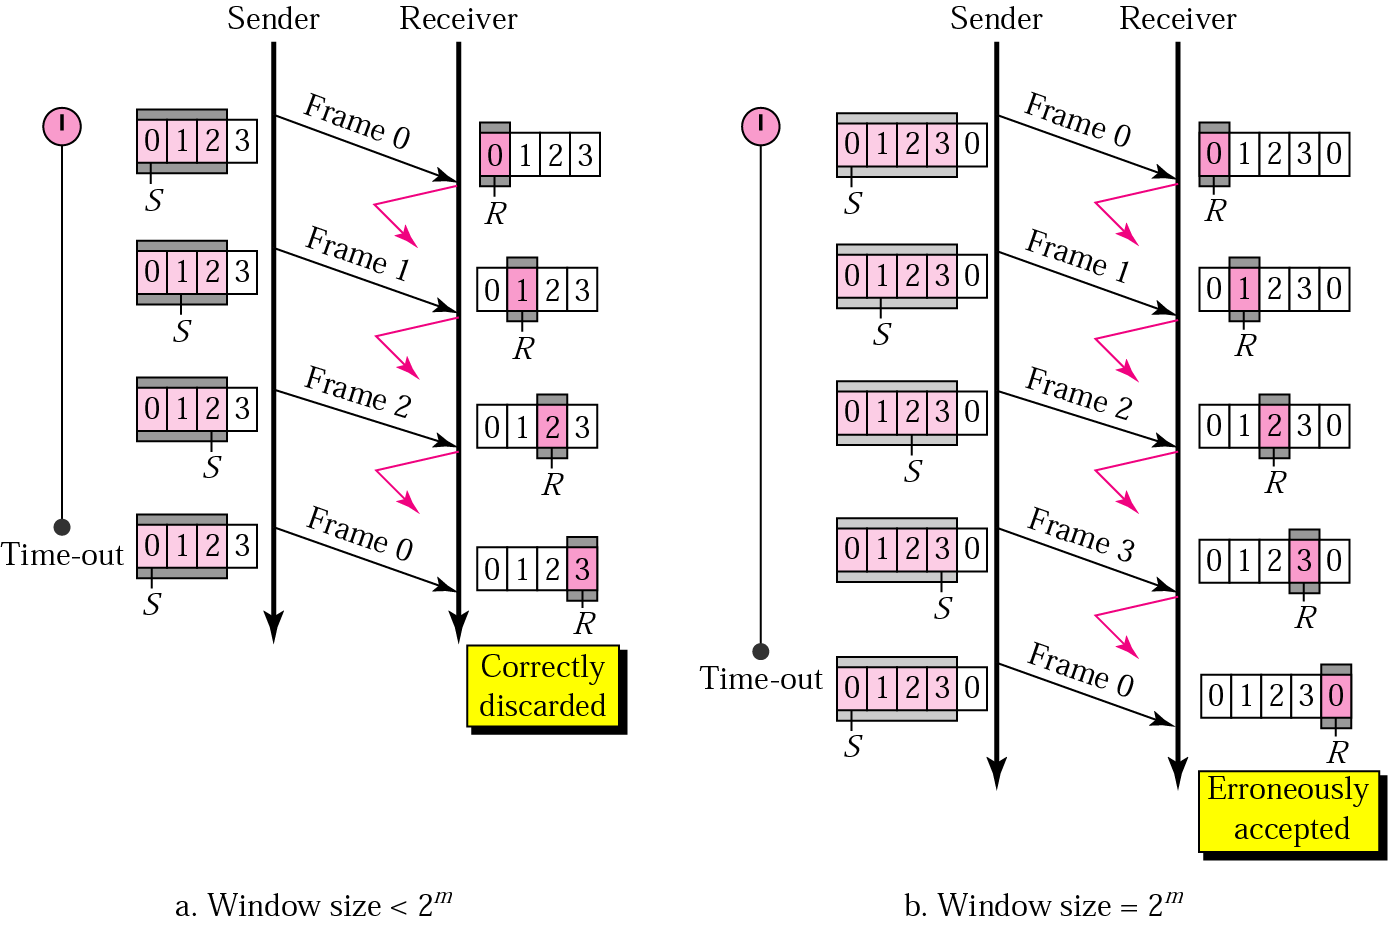 Sender Receiver
Frame 0
0 1 2 3
S
0 1 2 3
R
Frame 1
0 1 2 3
S
0 1 2 3
R
Frame 2
0 1 2 3
S
0 1 2 3
R
Frame 0
Time-out
0 1 2 3
S
0 1 2 3
R
Correctly
discarded
a. Window size < 2^m
Sender Receiver
Frame 0
0 1 2 3 0
S
0 1 2 3 0
R
Frame 1
0 1 2 3 0
S
0 1 2 3 0
R
Frame 2
0 1 2 3 0
S
0 1 2 3 0
R
Frame 3
0 1 2 3 0
S
0 1 2 3 0
R
Frame 0
Time-out
0 1 2 3 0
S
0 1 2 3 0
R
Erroneously
accepted
b. Window size = 2^m